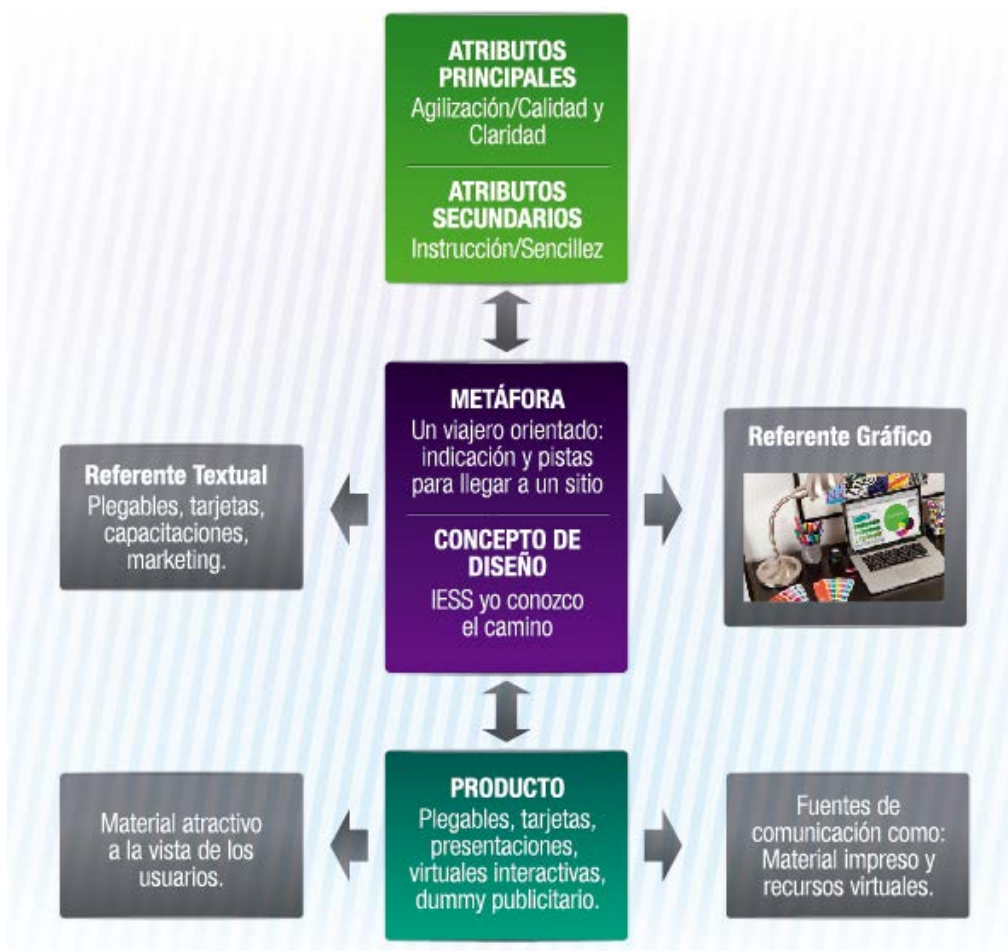 ATRIBUTOS
PRINCIPALES
Agilización/Calidad y
Claridad
ATRIBUTOS
SECUNDARIOS
Instrucción/Sencillez
METÁFORA
Un viajero orientado:
indicación y pistas
para llegar a un sitio
CONCEPTO DE
DISEÑO
IESS yo conozco
el camino
Referente Textual
Plegables, tarjetas,
capacitaciones,
marketing.
Referente Gráfico
PRODUCTO
Plegables, tarjetas,
presentaciones,
virtuales interactivas,
dummy publicitario.
Material atractivo
a la vista de los
usuarios.
Fuentes de
comunicación como:
Material impreso y
recursos virtuales.